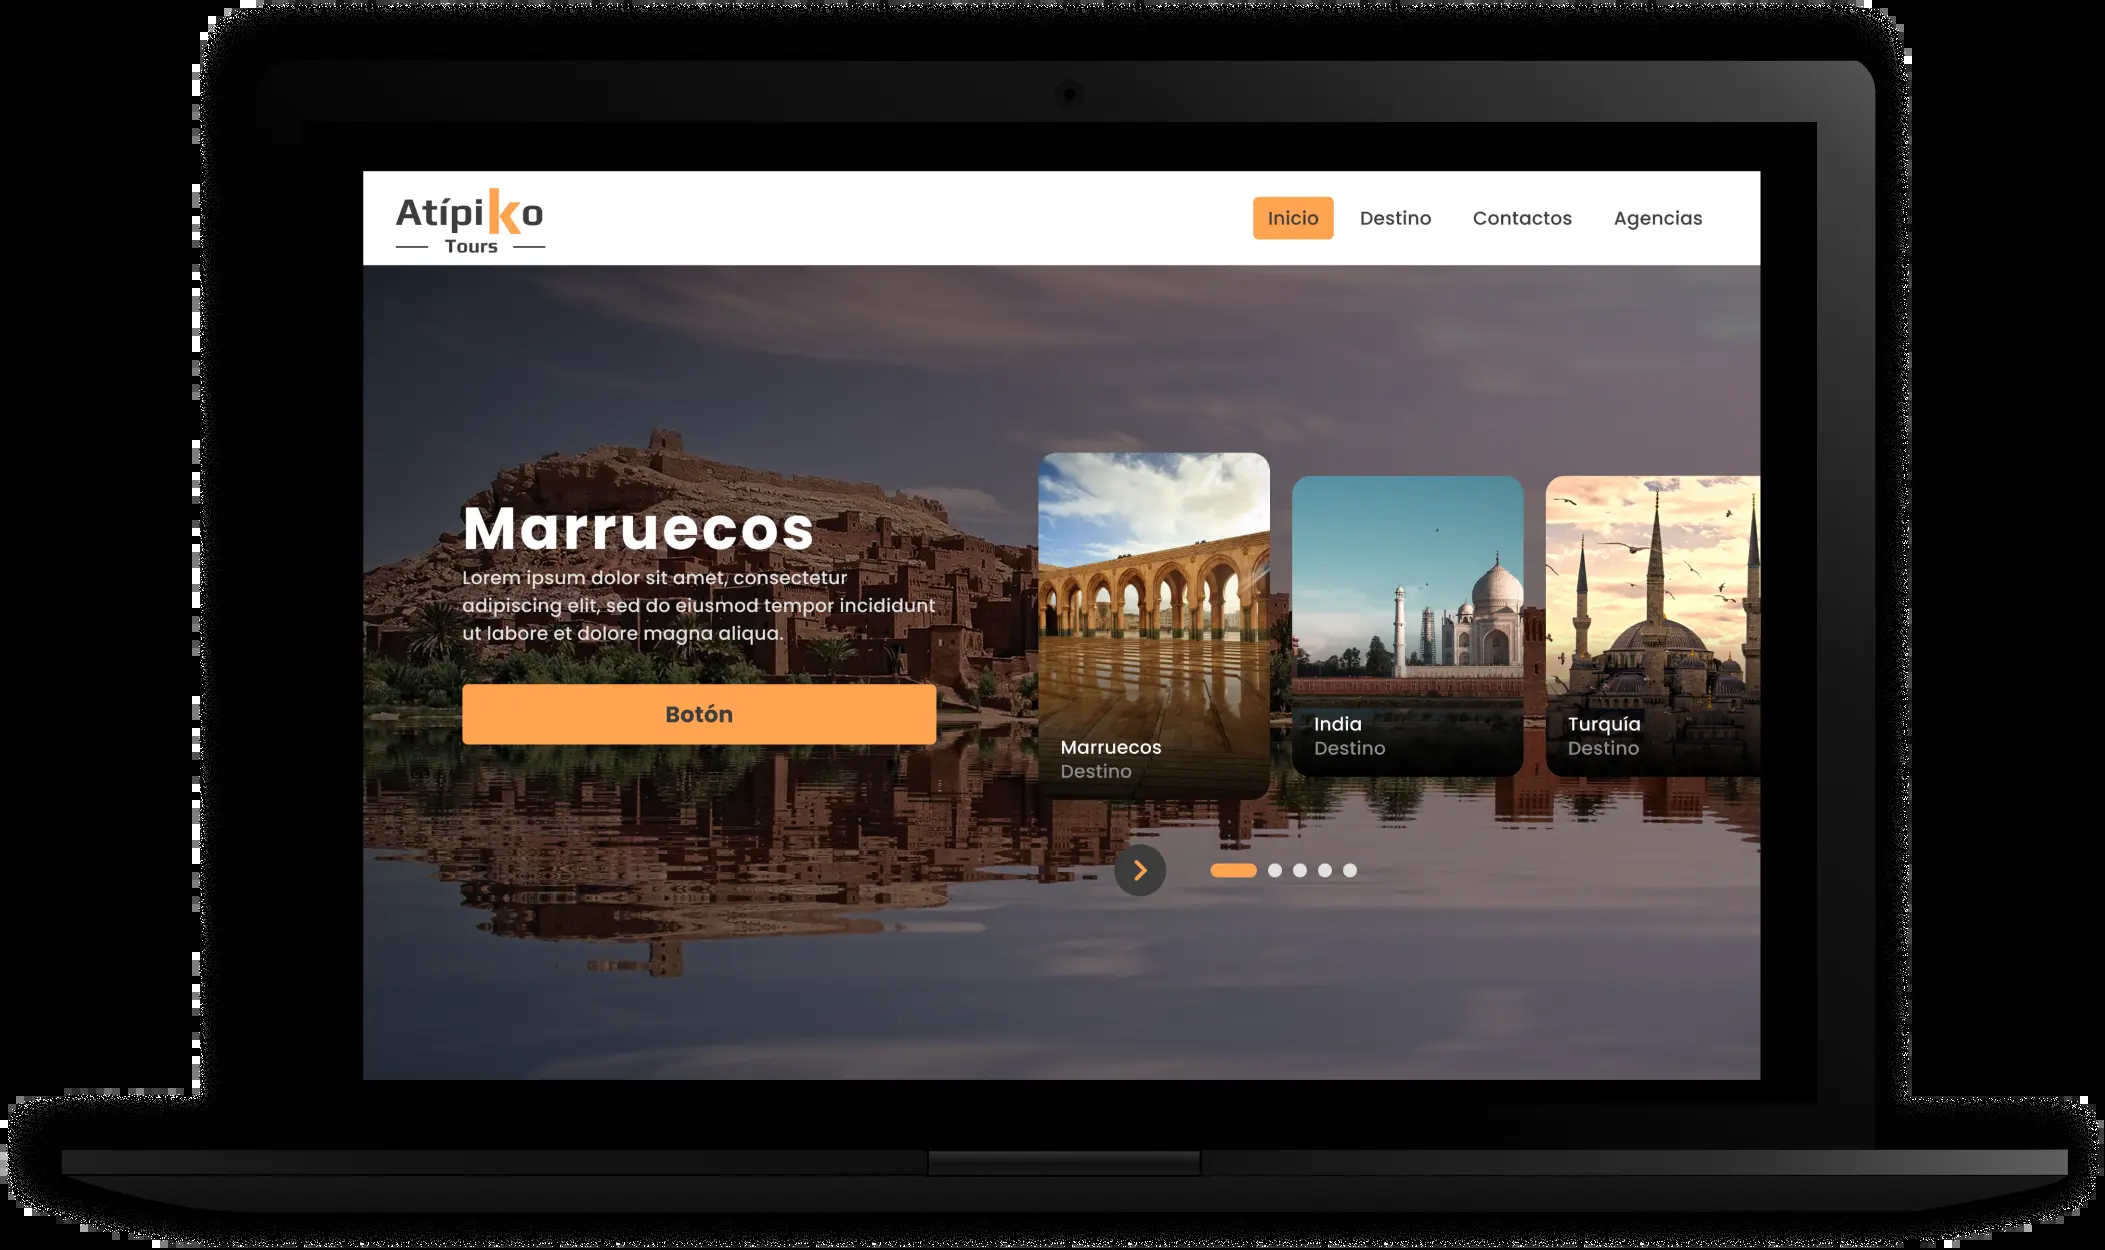 Atípiko
Tours
Inicio
Destino
Contactos
Agencias
Marruecos
Lorem ipsum dolor sit amet, consectetur
adipiscing elit, sed do eiusmod tempor incididunt
ut labore et dolore magna aliqua.
Botón
Marruecos
Destino
India
Destino
Turquía
Destino